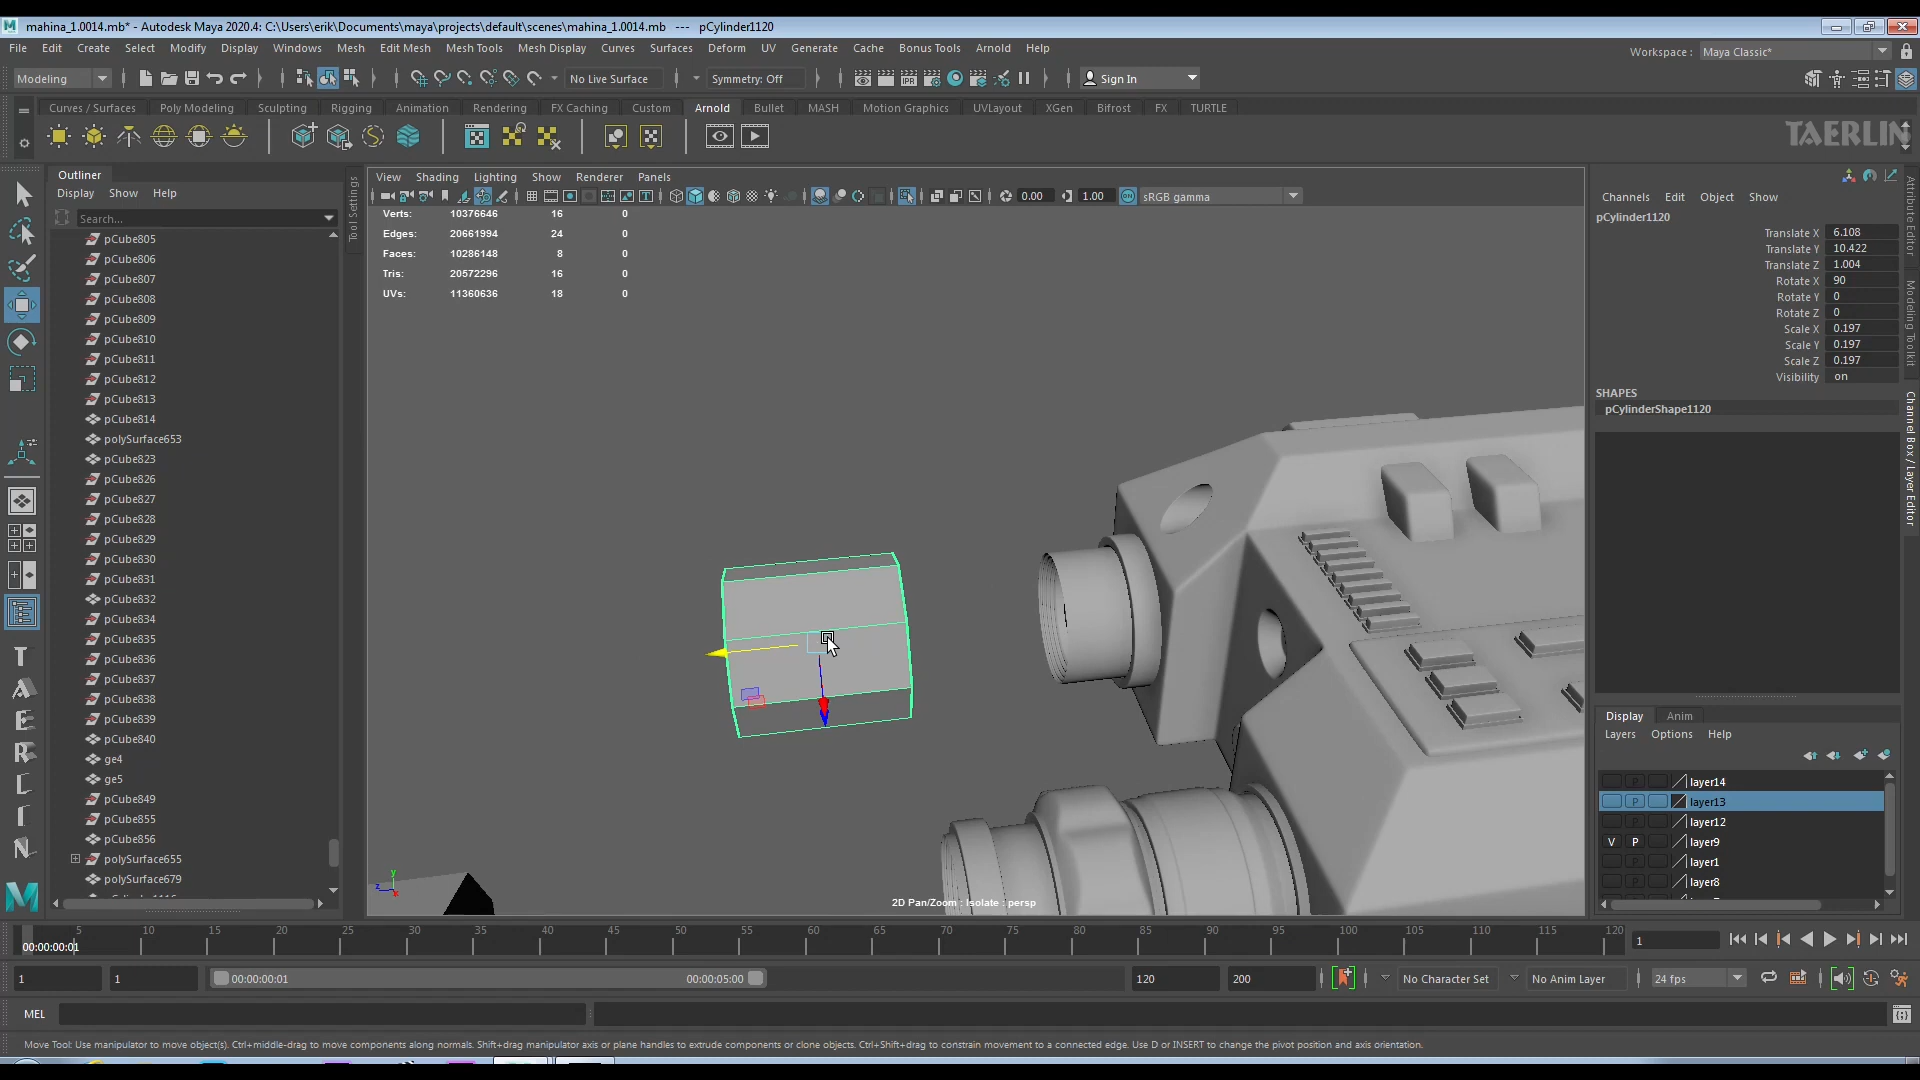 mahina_1.0014.mb* - Autodesk Maya 2020.4: C:\Users\erik\Documents\maya\projects\default\scenes\mahina_1.0014.mb --- pCylinder1120
File Edit Create Select Modify Display Windows Mesh Edit Mesh Mesh Tools Mesh Display Curves Surfaces Deform UV Generate Cache Bonus Tools Arnold Help
Workspace : Maya Classic*
Modeling
No Live Surface
Symmetry: Off
Sign In
Curves / Surfaces Poly Modeling Sculpting Rigging Animation Rendering FX Caching Custom Arnold Bullet MASH Motion Graphics UVLayout XGen Bifrost FX TURTLE
IPR
TAERLIN
Outliner
Display Show Help
Search...
pCube805
pCube806
pCube807
pCube808
pCube809
pCube810
pCube811
pCube812
pCube813
pCube814
polySurface653
pCube823
pCube826
pCube827
pCube828
pCube829
pCube830
pCube831
pCube832
pCube834
pCube835
pCube836
pCube837
pCube838
pCube839
pCube840
ge4
ge5
pCube849
pCube855
pCube856
polySurface655
polySurface679
Tool Settings
View Shading Lighting Show Renderer Panels
0.00
1.00
ON
sRGB gamma
Verts: 10376646 16 0
Edges: 20661994 24 0
Faces: 10286148 8 0
Tris: 20572296 16 0
UVs: 11360636 18 0
y
z
x
2D Pan/Zoom : Isolate : persp
Channels Edit Object Show
pCylinder1120
Translate X 6.108
Translate Y 10.422
Translate Z 1.004
Rotate X 90
Rotate Y 0
Rotate Z 0
Scale X 0.197
Scale Y 0.197
Scale Z 0.197
Visibility on
SHAPES
pCylinderShape1120
Attribute Editor
Modeling Toolkit
Channel Box / Layer Editor
Display Anim
Layers Options Help
P layer14
P layer13
P layer12
V P layer9
P layer1
P layer8
5 10 15 20 25 30 35 40 45 50 55 60 65 70 75 80 85 90 95 100 105 110 115 120
00:00:00:01
1
1
1
00:00:00:01
00:00:05:00
120
200
No Character Set
No Anim Layer
24 fps
MEL
Move Tool: Use manipulator to move object(s). Ctrl+middle-drag to move components along normals. Shift+drag manipulator axis or plane handles to extrude components or clone objects. Ctrl+Shift+drag to constrain movement to a connected edge. Use D or INSERT to change the pivot position and axis orientation.